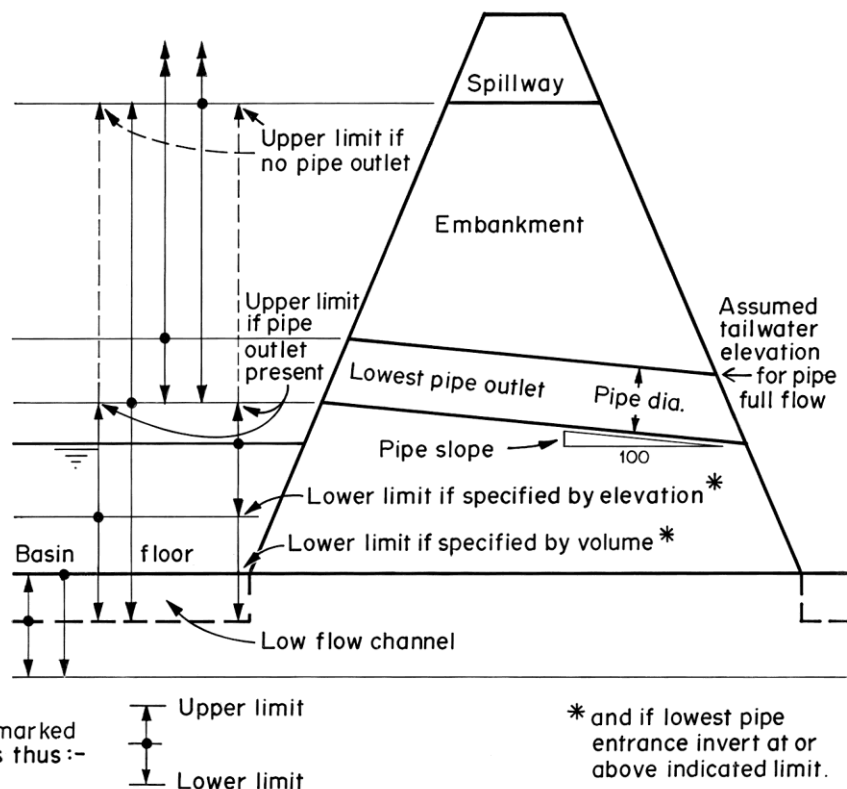 Spillway
Upper limit if
no pipe outlet
Embankment
Upper limit
if pipe
outlet
present
Assumed
tailwater
elevation
for pipe
full flow
Lowest pipe outlet
Pipe dia.
Pipe slope
100
Lower limit if specified by elevation*
Lower limit if specified by volume*
Basin floor
Low flow channel
marked
s thus:-
Upper limit
Lower limit
* and if lowest pipe
entrance invert at or
above indicated limit.